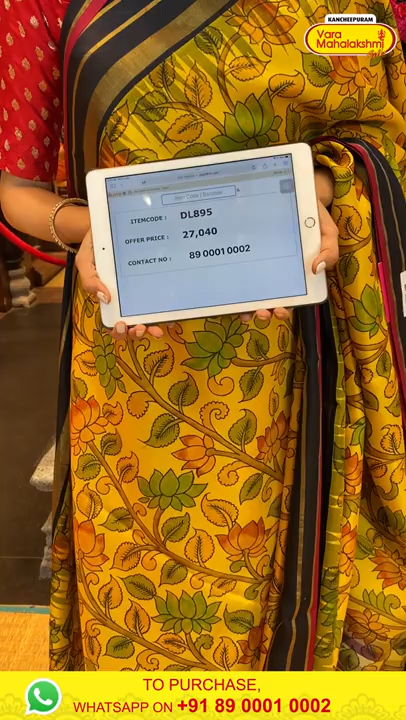 KANCHEEPURAM
Vara
Mahalakshmi
Silks
ITEMCODE : DL895
OFFER PRICE : 27,040
CONTACT NO : 89 0001 0002
TO PURCHASE,
WHATSAPP ON +91 89 0001 0002